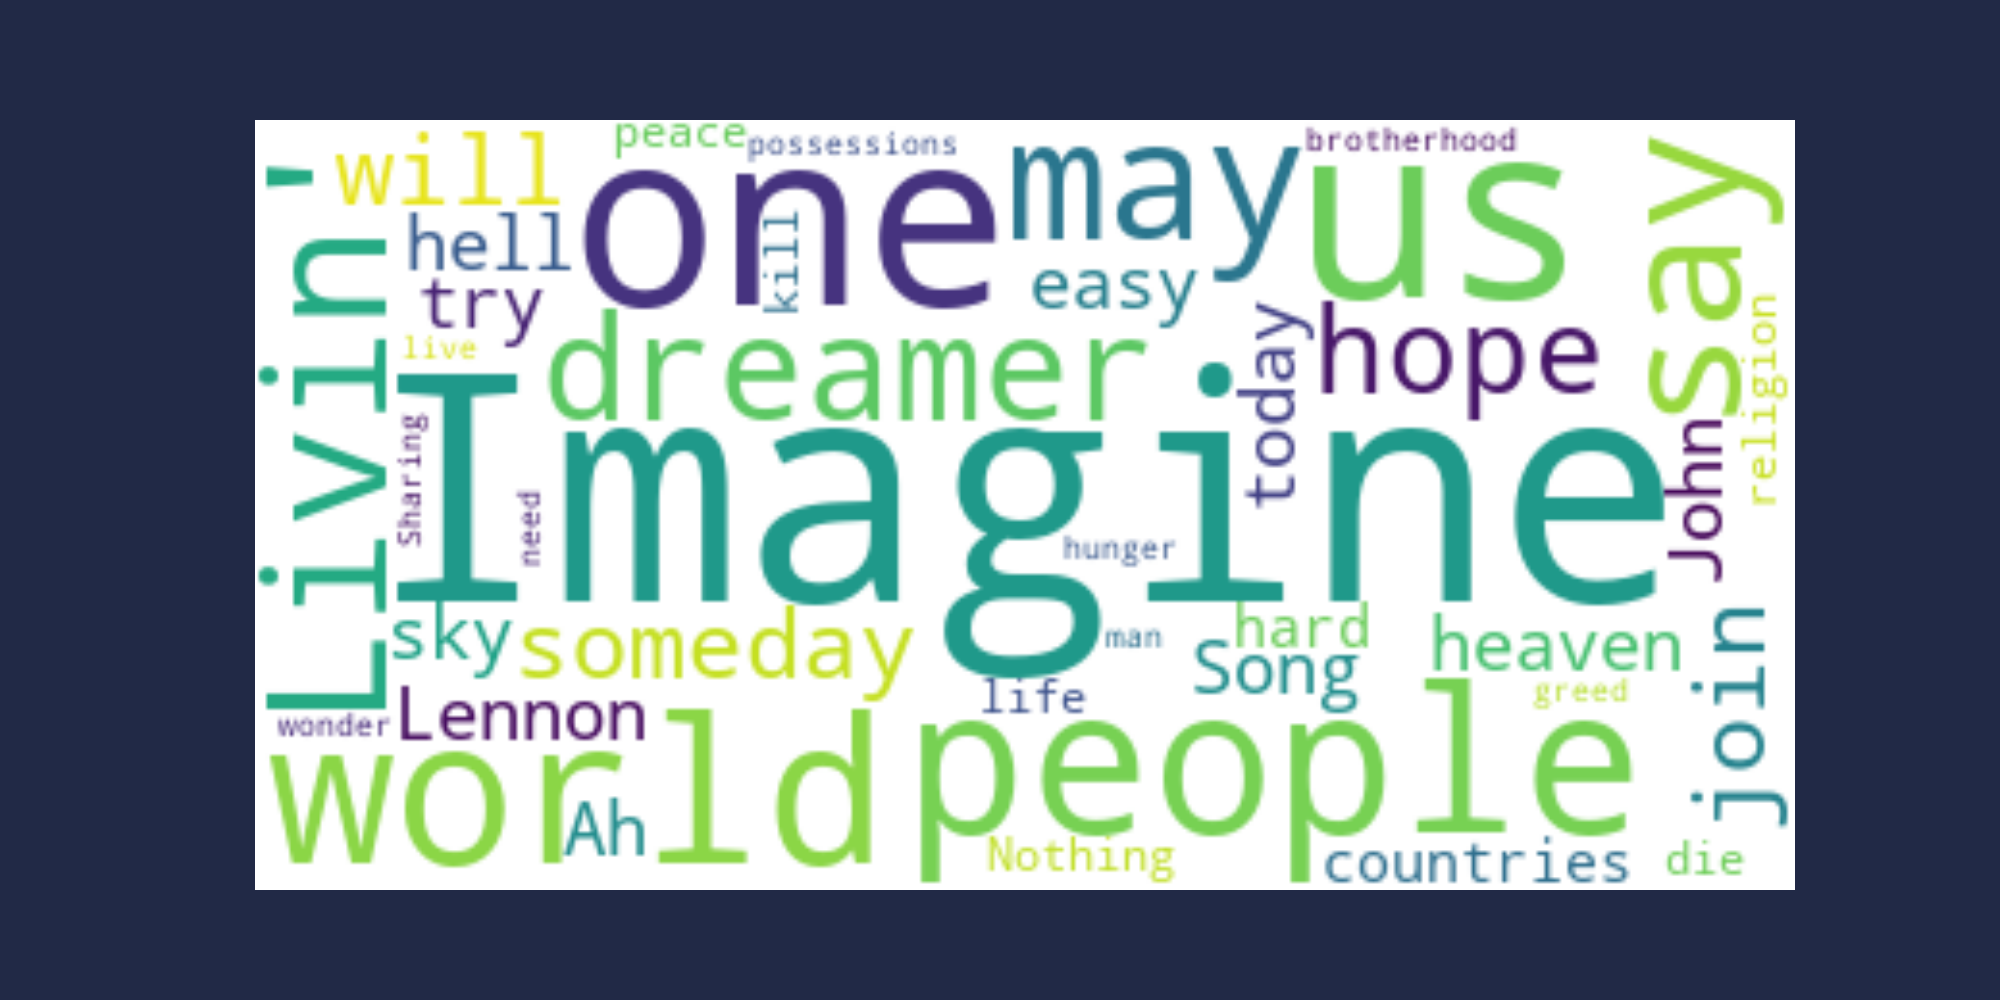 peace
possessions
brotherhood
will
one
may
us
say
Livin'
hell
kill
easy
try
live
dreamer
today
hope
religion
Imagine
Sharing
need
hunger
John
sky
someday
man
hard
Song
heaven
join
life
greed
wonder
Lennon
world
people
Ah
Nothing
countries
die